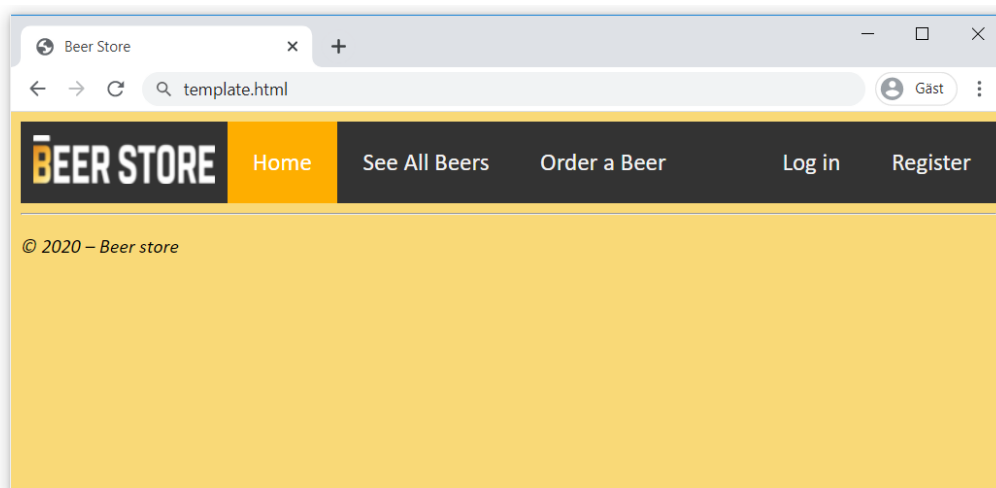 Beer Store
template.html
Gäst
BEER STORE Home See All Beers Order a Beer Log in Register
© 2020 – Beer store